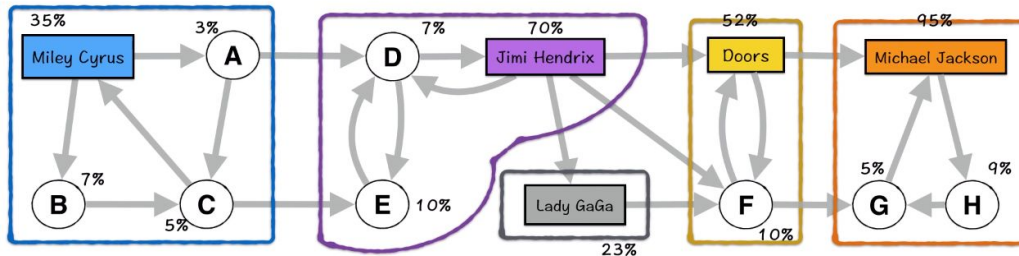 35%
3%
7%
70%
52%
95%
Miley Cyrus
A
D
Jimi Hendrix
Doors
Michael Jackson
7%
5%
9%
B
C
E
10%
Lady GaGa
F
G
H
5%
23%
10%